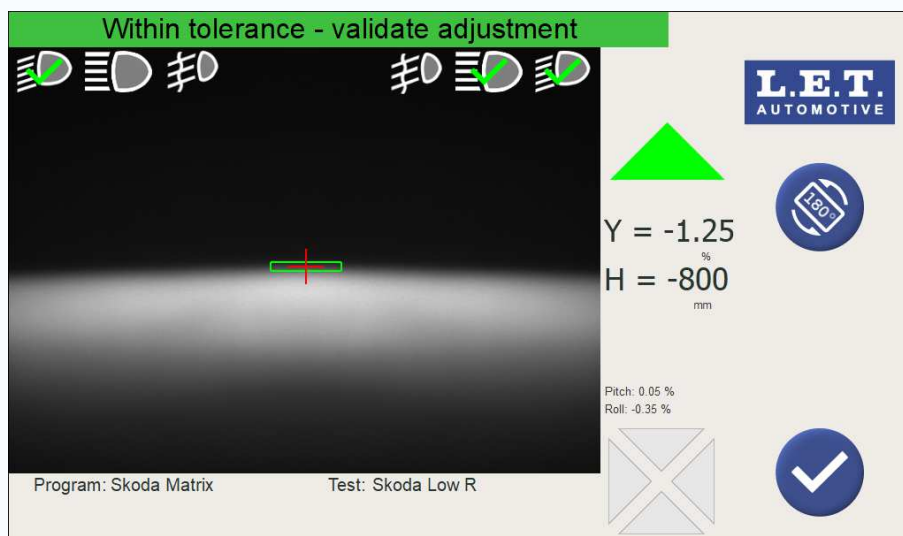 Within tolerance - validate adjustment
L.E.T.
AUTOMOTIVE
180°
Y = -1.25
%
H = -800
mm
Pitch: 0.05 %
Roll: -0.35 %
Program: Skoda Matrix
Test: Skoda Low R